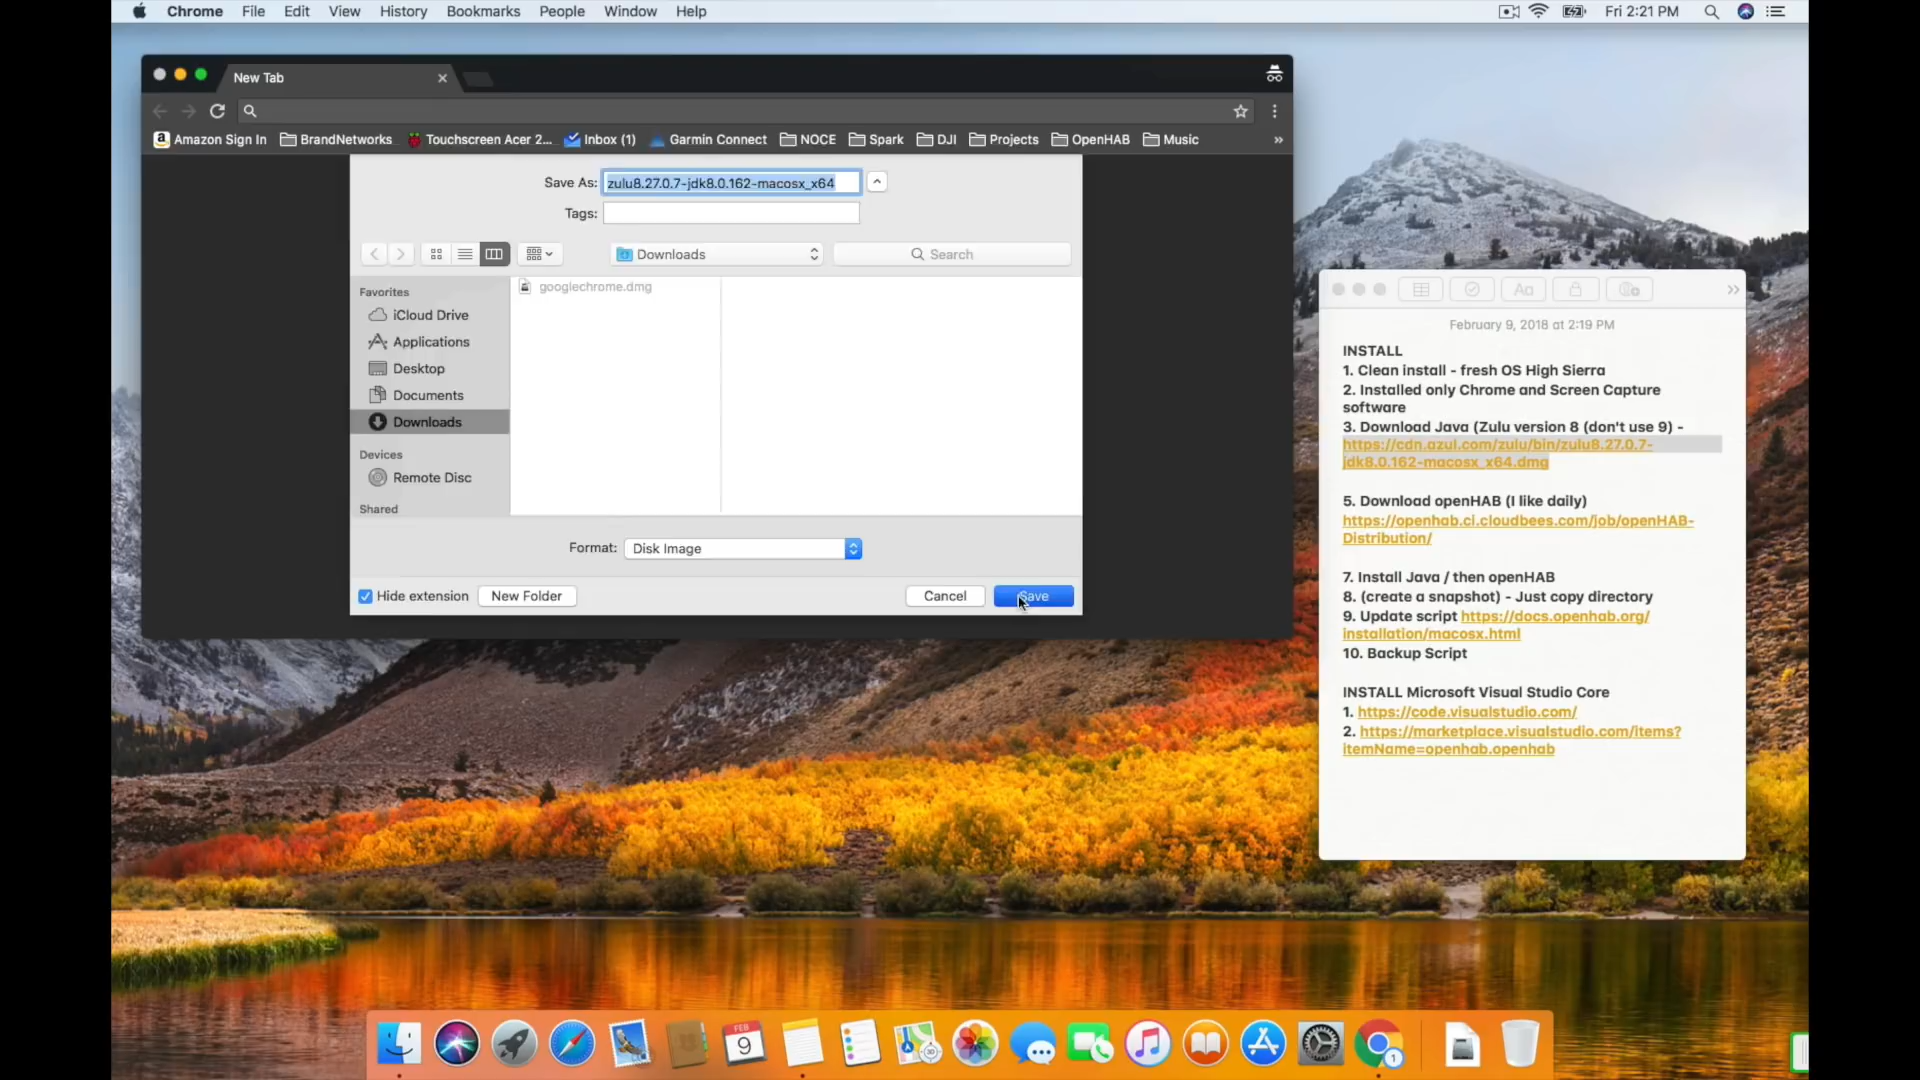 Chrome File Edit View History Bookmarks People Window Help
Fri 2:21 PM
New Tab
Amazon Sign In BrandNetworks Touchscreen Acer 2... Inbox (1) Garmin Connect NOCE Spark DJI Projects OpenHAB Music »
Save As: zulu8.27.0.7-jdk8.0.162-macosx_x64
Tags:
Downloads
Search
Favorites
iCloud Drive
Applications
Desktop
Documents
Downloads
Devices
Remote Disc
Shared
googlechrome.dmg
Format: Disk Image
Hide extension
New Folder
Cancel
Save
Aa
February 9, 2018 at 2:19 PM
INSTALL
1. Clean install - fresh OS High Sierra
2. Installed only Chrome and Screen Capture
software
3. Download Java (Zulu version 8 (don't use 9) -
https://cdn.azul.com/zulu/bin/zulu8.27.0.7-
jdk8.0.162-macosx_x64.dmg
5. Download openHAB (I like daily)
https://openhab.ci.cloudbees.com/job/openHAB-
Distribution/
7. Install Java / then openHAB
8. (create a snapshot) - Just copy directory
9. Update script https://docs.openhab.org/
installation/macosx.html
10. Backup Script
INSTALL Microsoft Visual Studio Core
1. https://code.visualstudio.com/
2. https://marketplace.visualstudio.com/items?
itemName=openhab.openhab
FEB
9
1